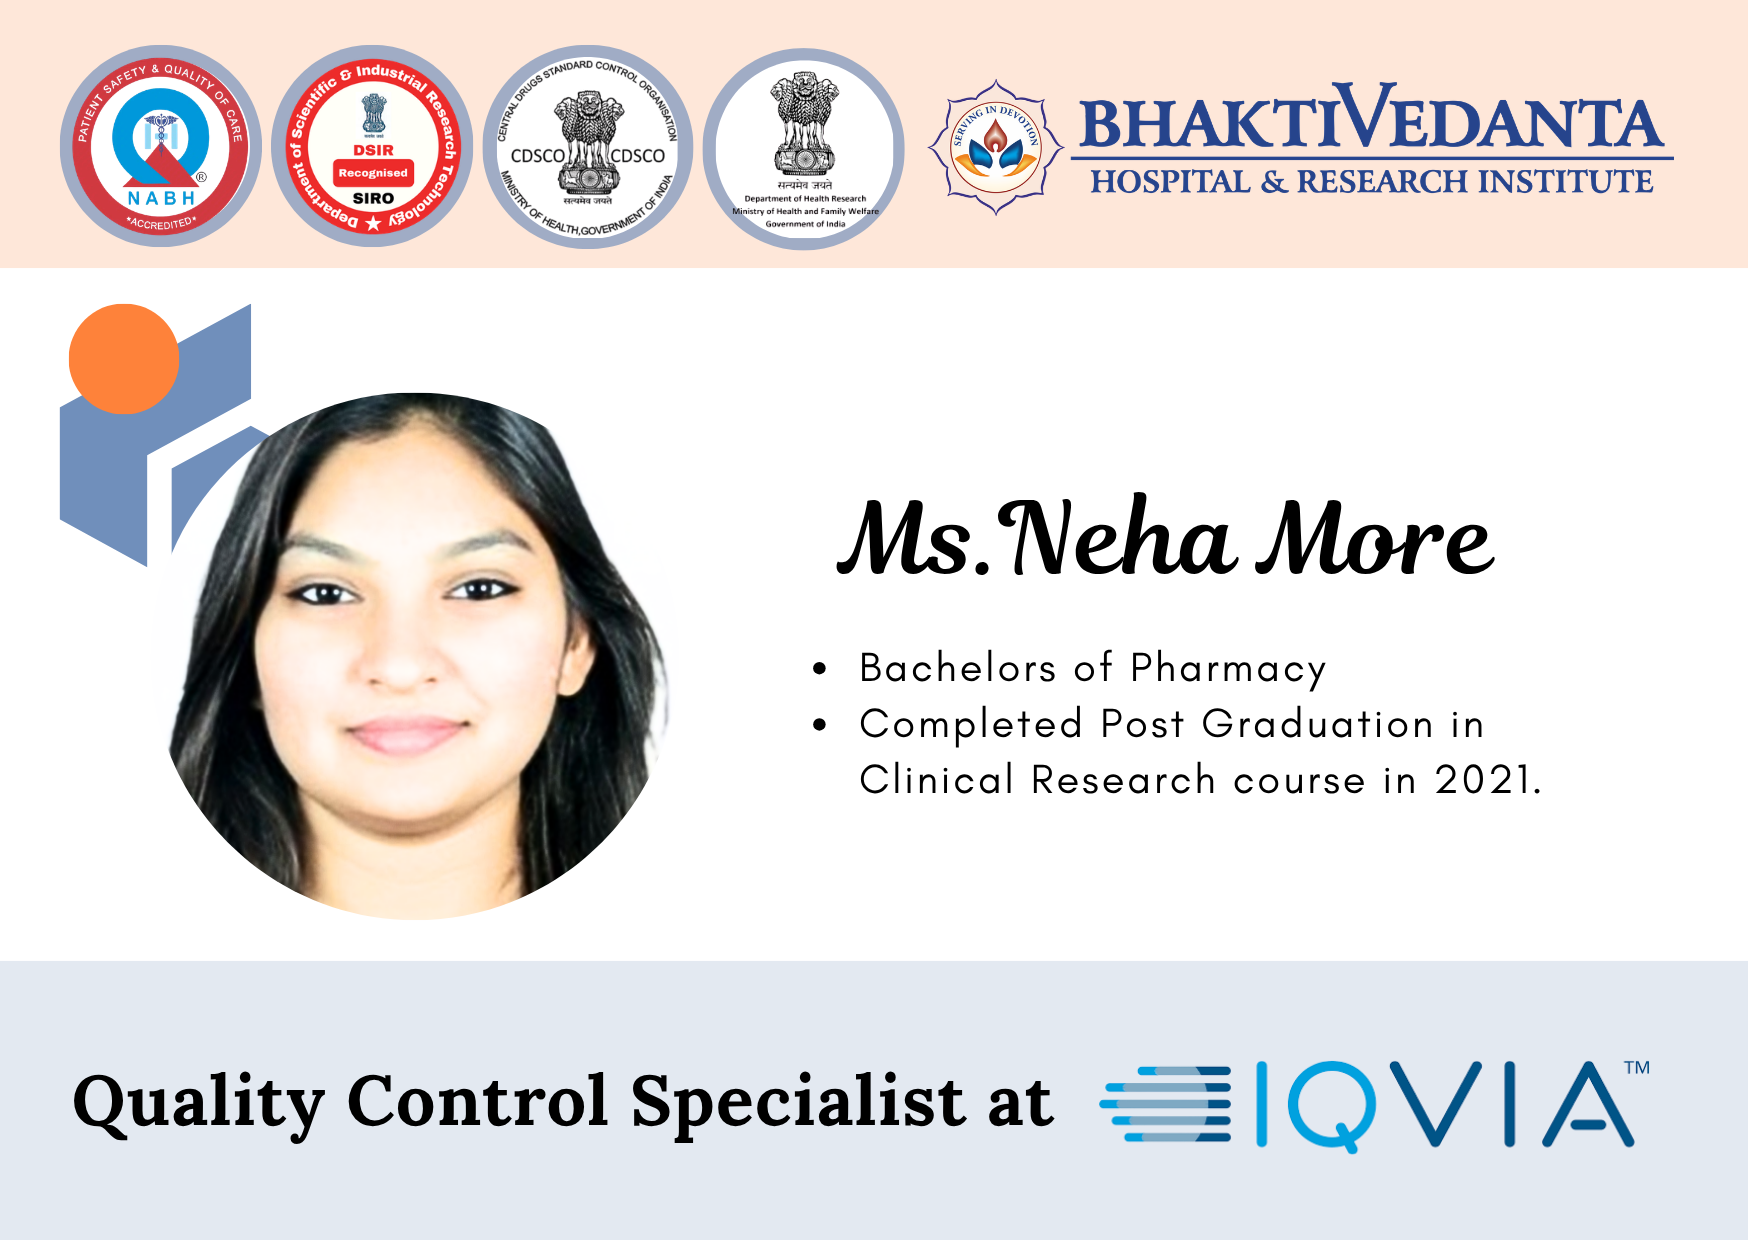 PATIENT SAFETY & QUALITY OF CARE
NABH
®
*ACCREDITED*
Department of Scientific & Industrial Research Technology
DSIR
Recognised
SIRO
CENTRAL DRUGS STANDARD CONTROL ORGANISATION
CDSCO CDSCO
सत्यमेव जयते
MINISTRY OF HEALTH,GOVERNMENT OF INDIA
सत्यमेव जयते
Department of Health Research
Ministry of Health and Family Welfare
Government of India
SERVING IN DEVOTION
BHAKTIVEDANTA
HOSPITAL & RESEARCH INSTITUTE
Ms.Neha More
• Bachelors of Pharmacy
• Completed Post Graduation in
Clinical Research course in 2021.
Quality Control Specialist at
IQVIA™